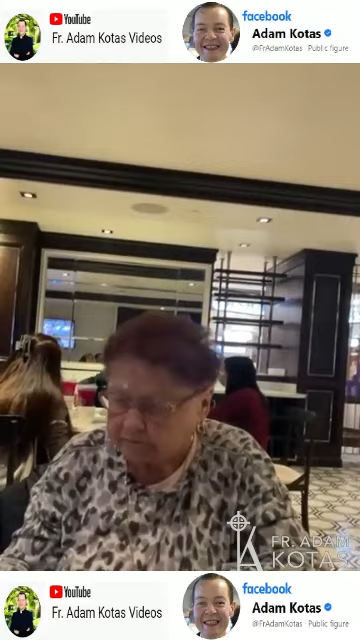 YouTube
Fr. Adam Kotas Videos
facebook
Adam Kotas
@FrAdamKotas · Public figure
FR. ADAM
KOTAS
YouTube
Fr. Adam Kotas Videos
facebook
Adam Kotas
@FrAdamKotas · Public figure